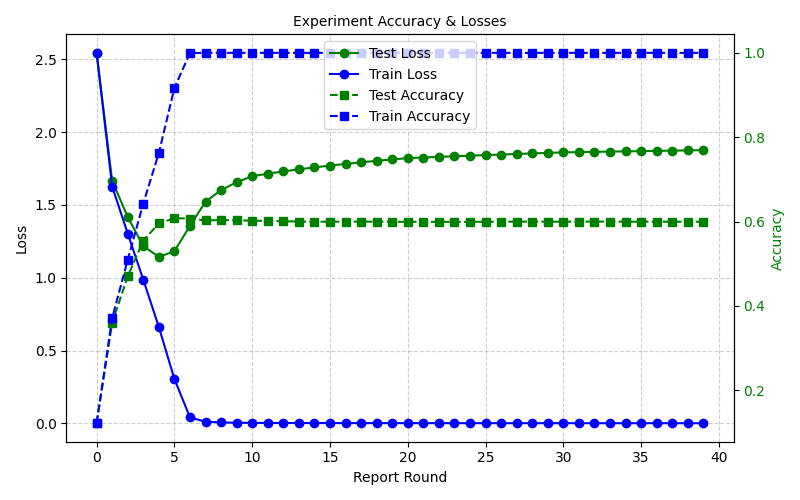 Experiment Accuracy & Losses
Test Loss
Train Loss
Test Accuracy
Train Accuracy
Loss
2.5
2.0
1.5
1.0
0.5
0.0
Accuracy
1.0
0.8
0.6
0.4
0.2
0 5 10 15 20 25 30 35 40
Report Round